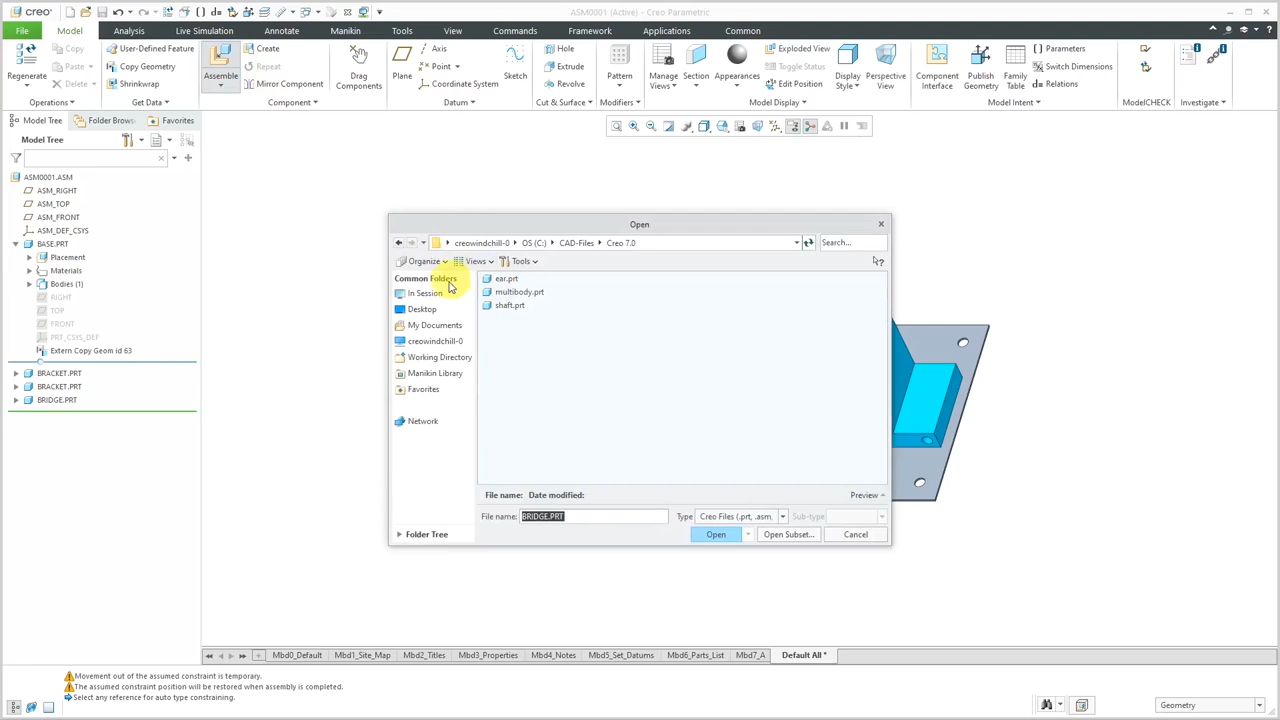 creo
ASM0001 (Active) - Creo Parametric
File Model Analysis Live Simulation Annotate Manikin Tools View Commands Framework Applications Common
Regenerate
Copy
Paste
Delete
Operations
User-Defined Feature
Copy Geometry
Shrinkwrap
Get Data
Assemble
Create
Repeat
Mirror Component
Drag
Components
Component
Plane
Axis
Point
Coordinate System
Sketch
Datum
Hole
Extrude
Revolve
Cut & Surface
Pattern
Modifiers
Manage
Views
Section
Appearances
Exploded View
Toggle Status
Edit Position
Display
Style
Perspective
View
Model Display
Component
Interface
Publish
Geometry
Family
Table
Parameters
Switch Dimensions
Relations
Model Intent
ModelCHECK
Investigate
Model Tree Folder Brows Favorites
Model Tree
ASM0001.ASM
ASM_RIGHT
ASM_TOP
ASM_FRONT
ASM_DEF_CSYS
BASE.PRT
Placement
Materials
Bodies (1)
RIGHT
TOP
FRONT
PRT_CSYS_DEF
Extern Copy Geom id 63
BRACKET.PRT
BRACKET.PRT
BRIDGE.PRT
Open
creowindchill-0 OS (C:) CAD-Files Creo 7.0
Search...
Organize Views Tools
Common Folders
In Session
Desktop
My Documents
creowindchill-0
Working Directory
Manikin Library
Favorites
Network
Folder Tree
ear.prt
multibody.prt
shaft.prt
File name: Date modified:
Preview
File name: BRIDGE.PRT Type Creo Files (.prt, .asm, Sub-type
Open Open Subset... Cancel
Mbd0_Default Mbd1_Site_Map Mbd2_Titles Mbd3_Properties Mbd4_Notes Mbd5_Set_Datums Mbd6_Parts_List Mbd7_A Default All *
Movement out of the assumed constraint is temporary.
The assumed constraint position will be restored when assembly is completed.
Select any reference for auto type constraining.
Geometry